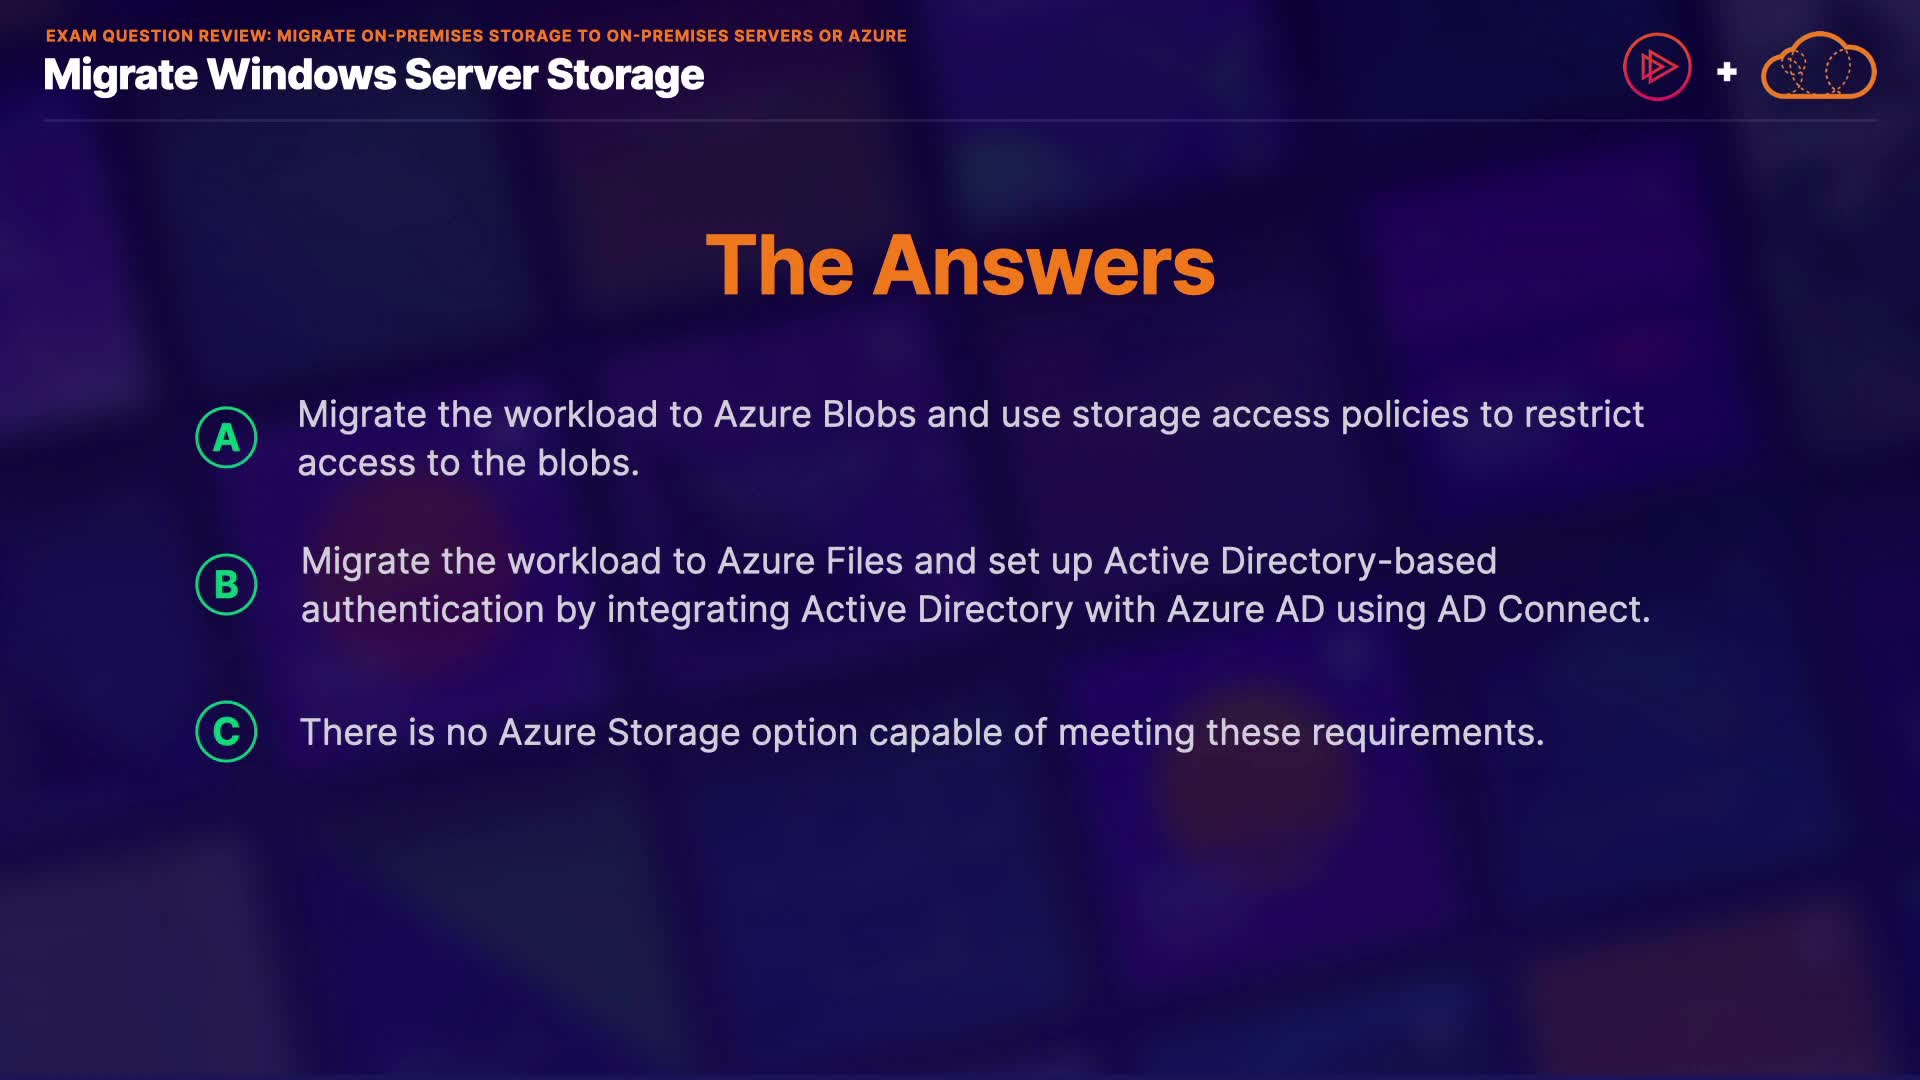 EXAM QUESTION REVIEW: MIGRATE ON-PREMISES STORAGE TO ON-PREMISES SERVERS OR AZURE
Migrate Windows Server Storage
+
The Answers
A
Migrate the workload to Azure Blobs and use storage access policies to restrict
access to the blobs.
B
Migrate the workload to Azure Files and set up Active Directory-based
authentication by integrating Active Directory with Azure AD using AD Connect.
C
There is no Azure Storage option capable of meeting these requirements.